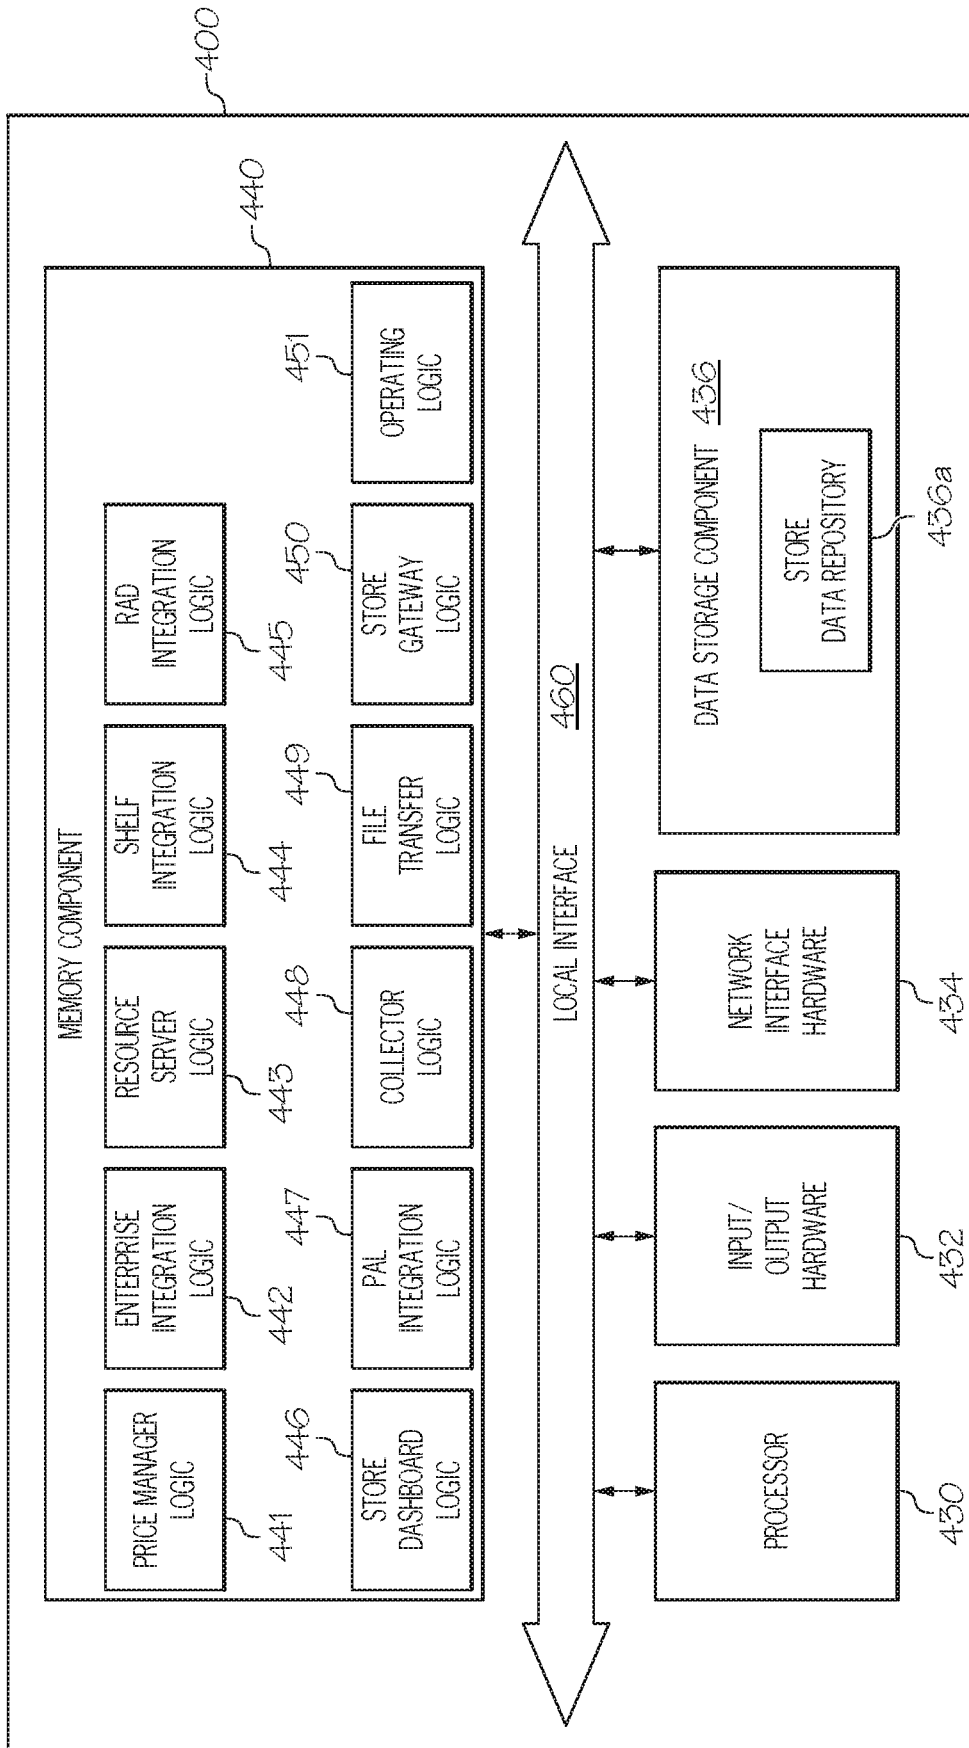 400
440
MEMORY COMPONENT
PRICE MANAGER
LOGIC
441
ENTERPRISE
INTEGRATION
LOGIC
442
RESOURCE
SERVER
LOGIC
443
SHELF
INTEGRATION
LOGIC
444
RAD
INTEGRATION
LOGIC
445
446
STORE
DASHBOARD
LOGIC
447
PAL
INTEGRATION
LOGIC
448
COLLECTOR
LOGIC
449
FILE
TRANSFER
LOGIC
450
STORE
GATEWAY
LOGIC
451
OPERATING
LOGIC
LOCAL INTERFACE 460
PROCESSOR
430
INPUT/
OUTPUT
HARDWARE
432
NETWORK
INTERFACE
HARDWARE
434
DATA STORAGE COMPONENT 436
STORE
DATA REPOSITORY
436a